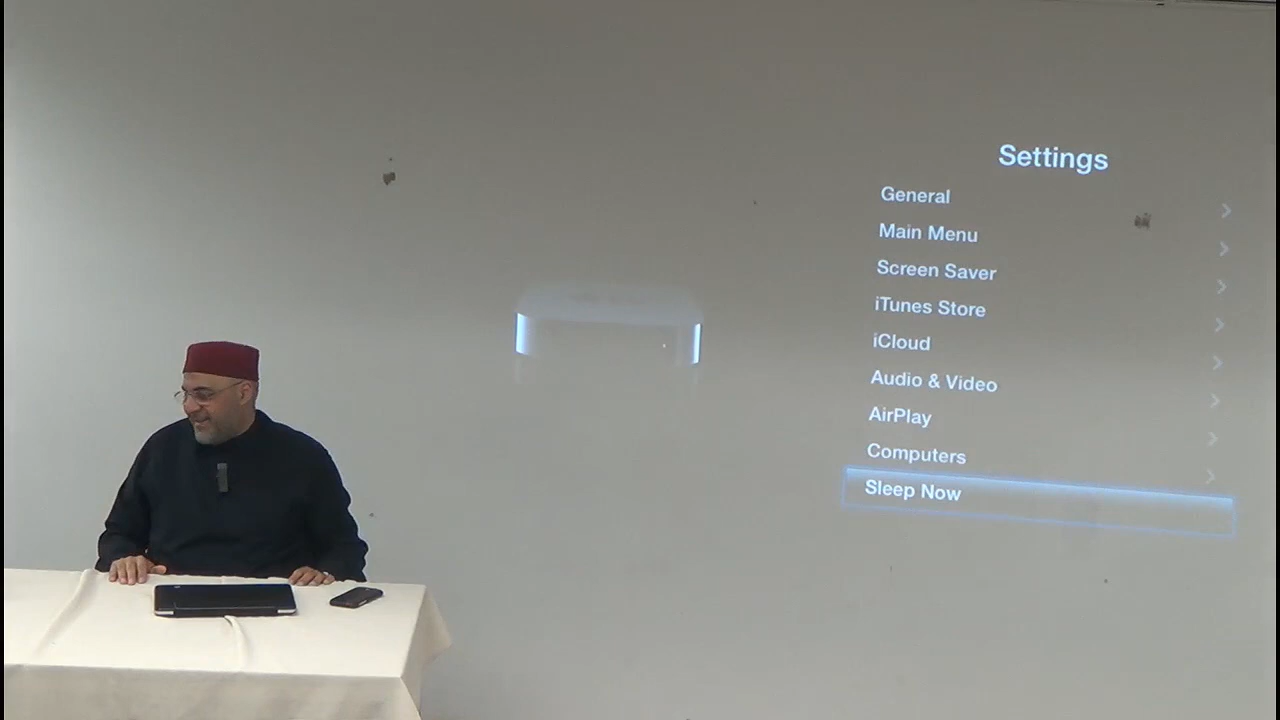 Settings
General
Main Menu
Screen Saver
iTunes Store
iCloud
Audio & Video
AirPlay
Computers
Sleep Now